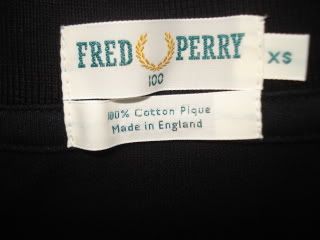 FRED PERRY
100
XS
100% Cotton Pique
Made in England